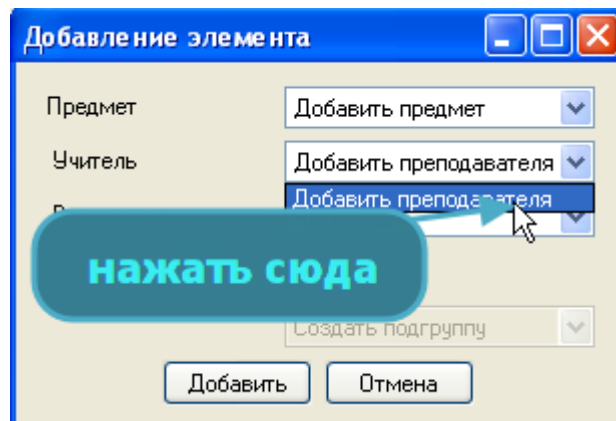 Добавление элемента
Предмет
Добавить предмет
Учитель
Добавить преподавателя
Добавить преподавателя
нажать сюда
Создать подгруппу
Добавить
Отмена